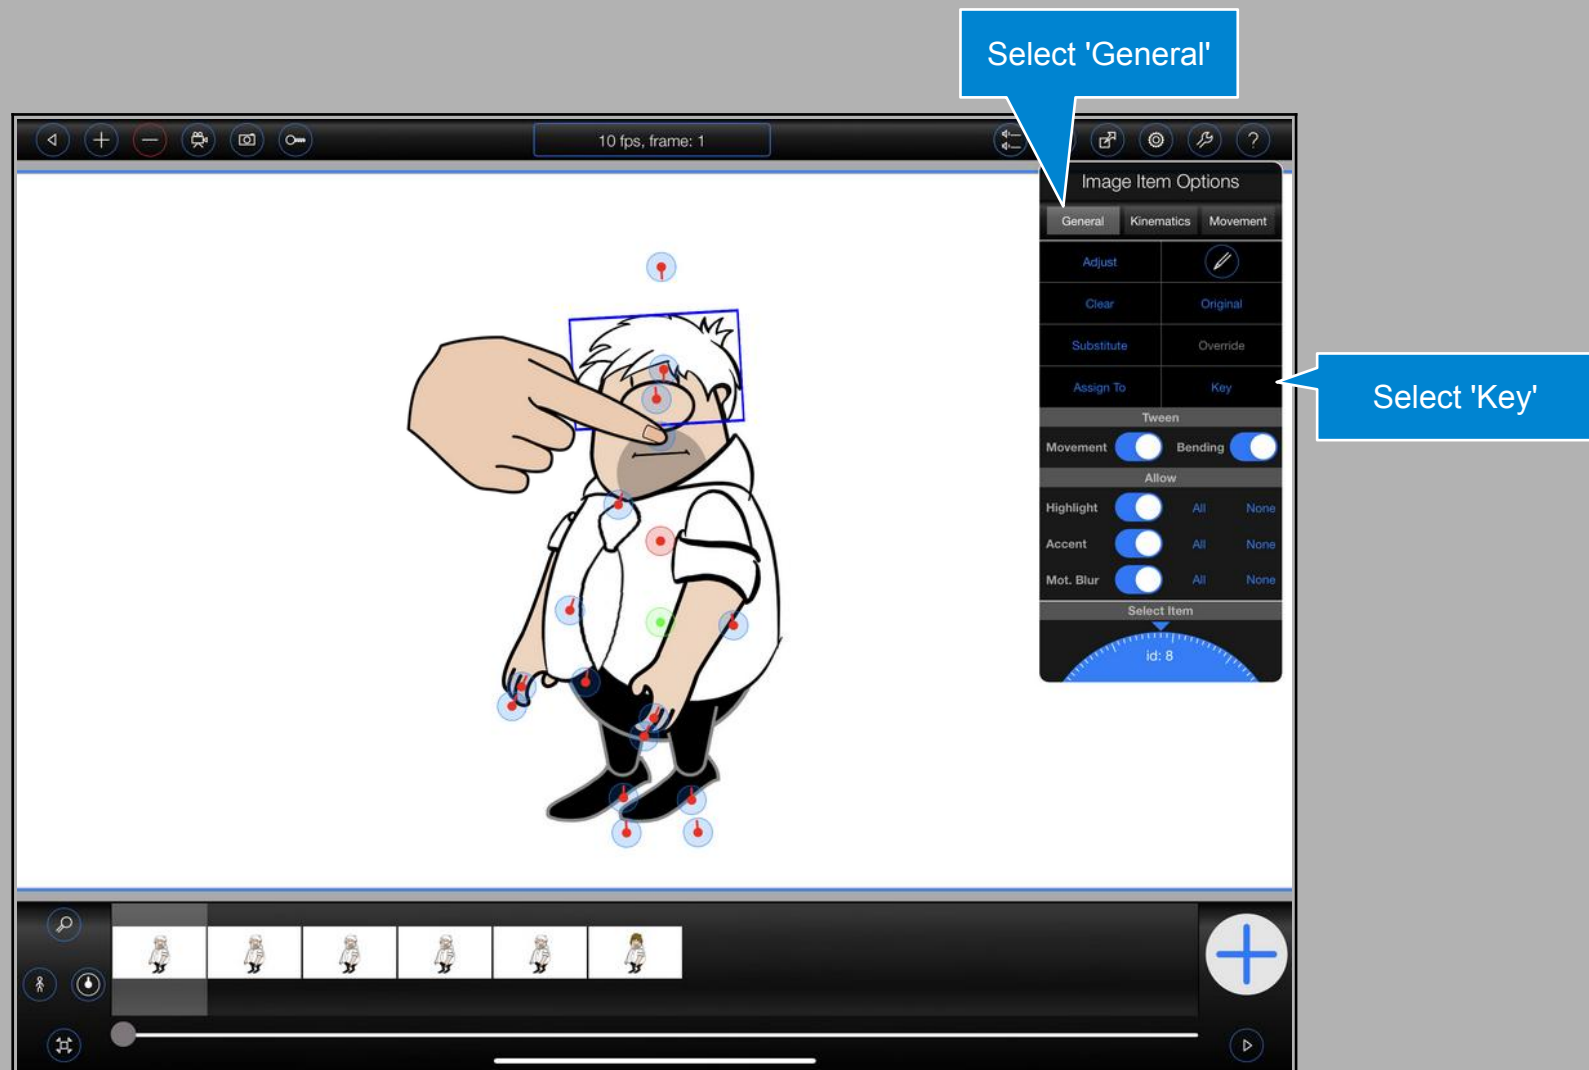 Select 'General'
10 fps, frame: 1
?
Image Item Options
General Kinematics Movement
Adjust
Clear Original
Substitute Override
Assign To Key
Select 'Key'
Tween
Movement Bending
Allow
Highlight All None
Accent All None
Mot. Blur All None
Select Item
id: 8